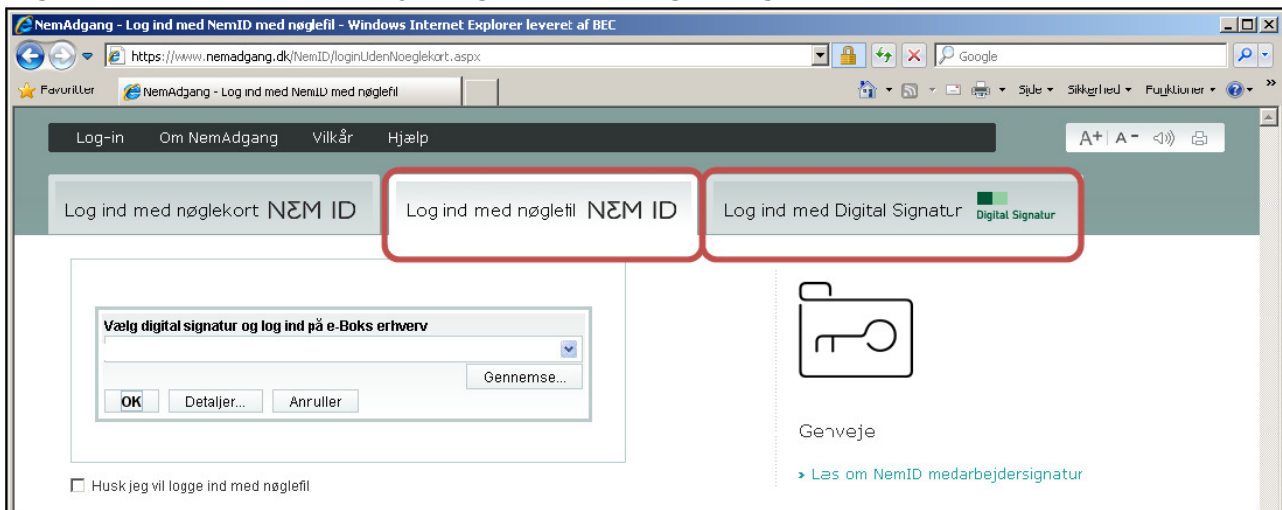 NemAdgang - Log ind med NemID med nøglefil - Windows Internet Explorer leveret af BEC
https://www.nemadgang.dk/NemID/loginUdenNoeglekort.aspx
Google
Favoritter
NemAdgang - Log ind med NemID med nøglefil
Side
Sikkerhed
Funktioner
Log-in
Om NemAdgang
Vilkår
Hjælp
A+ | A-
Log ind med nøglekort NEM ID
Log ind med nøglefil NEM ID
Log ind med Digital Signatur Digital Signatur
Vælg digital signatur og log ind på e-Boks erhverv
Gennemse...
OK
Detaljer...
Annuller
Genveje
Læs om NemID medarbejdersignatur
Husk jeg vil logge ind med nøglefil